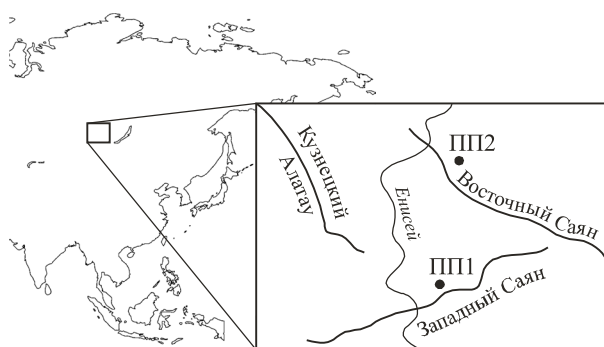 Кузнецкий
Алатау
Енисей
ПП2
Восточный Саян
ПП1
Западный Саян